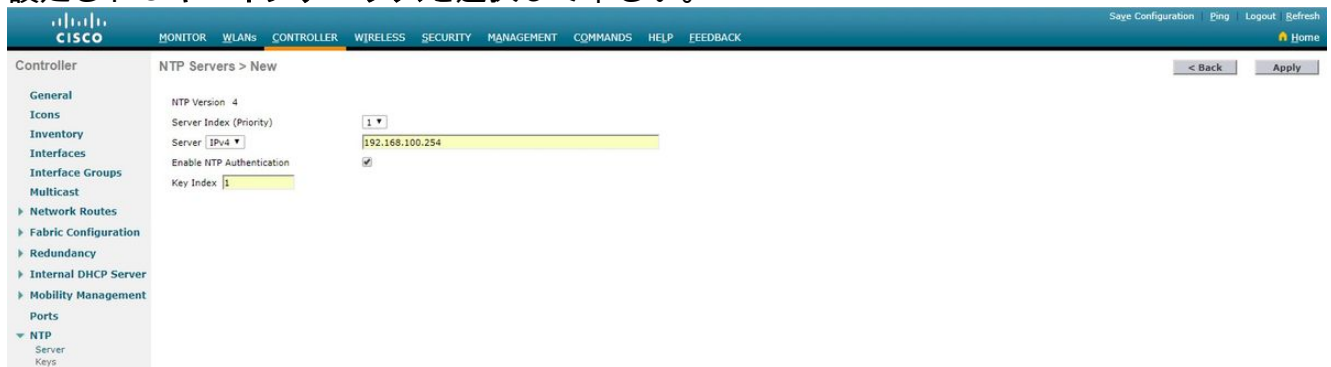 Save Configuration Ping Logout Refresh
CISCO MONITOR WLANs CONTROLLER WIRELESS SECURITY MANAGEMENT COMMANDS HELP FEEDBACK Home
Controller
General
Icons
Inventory
Interfaces
Interface Groups
Multicast
Network Routes
Fabric Configuration
Redundancy
Internal DHCP Server
Mobility Management
Ports
NTP
Server
Keys
NTP Servers > New
< Back Apply
NTP Version 4
Server Index (Priority) 1
Server IPv4 192.168.100.254
Enable NTP Authentication
Key Index 1